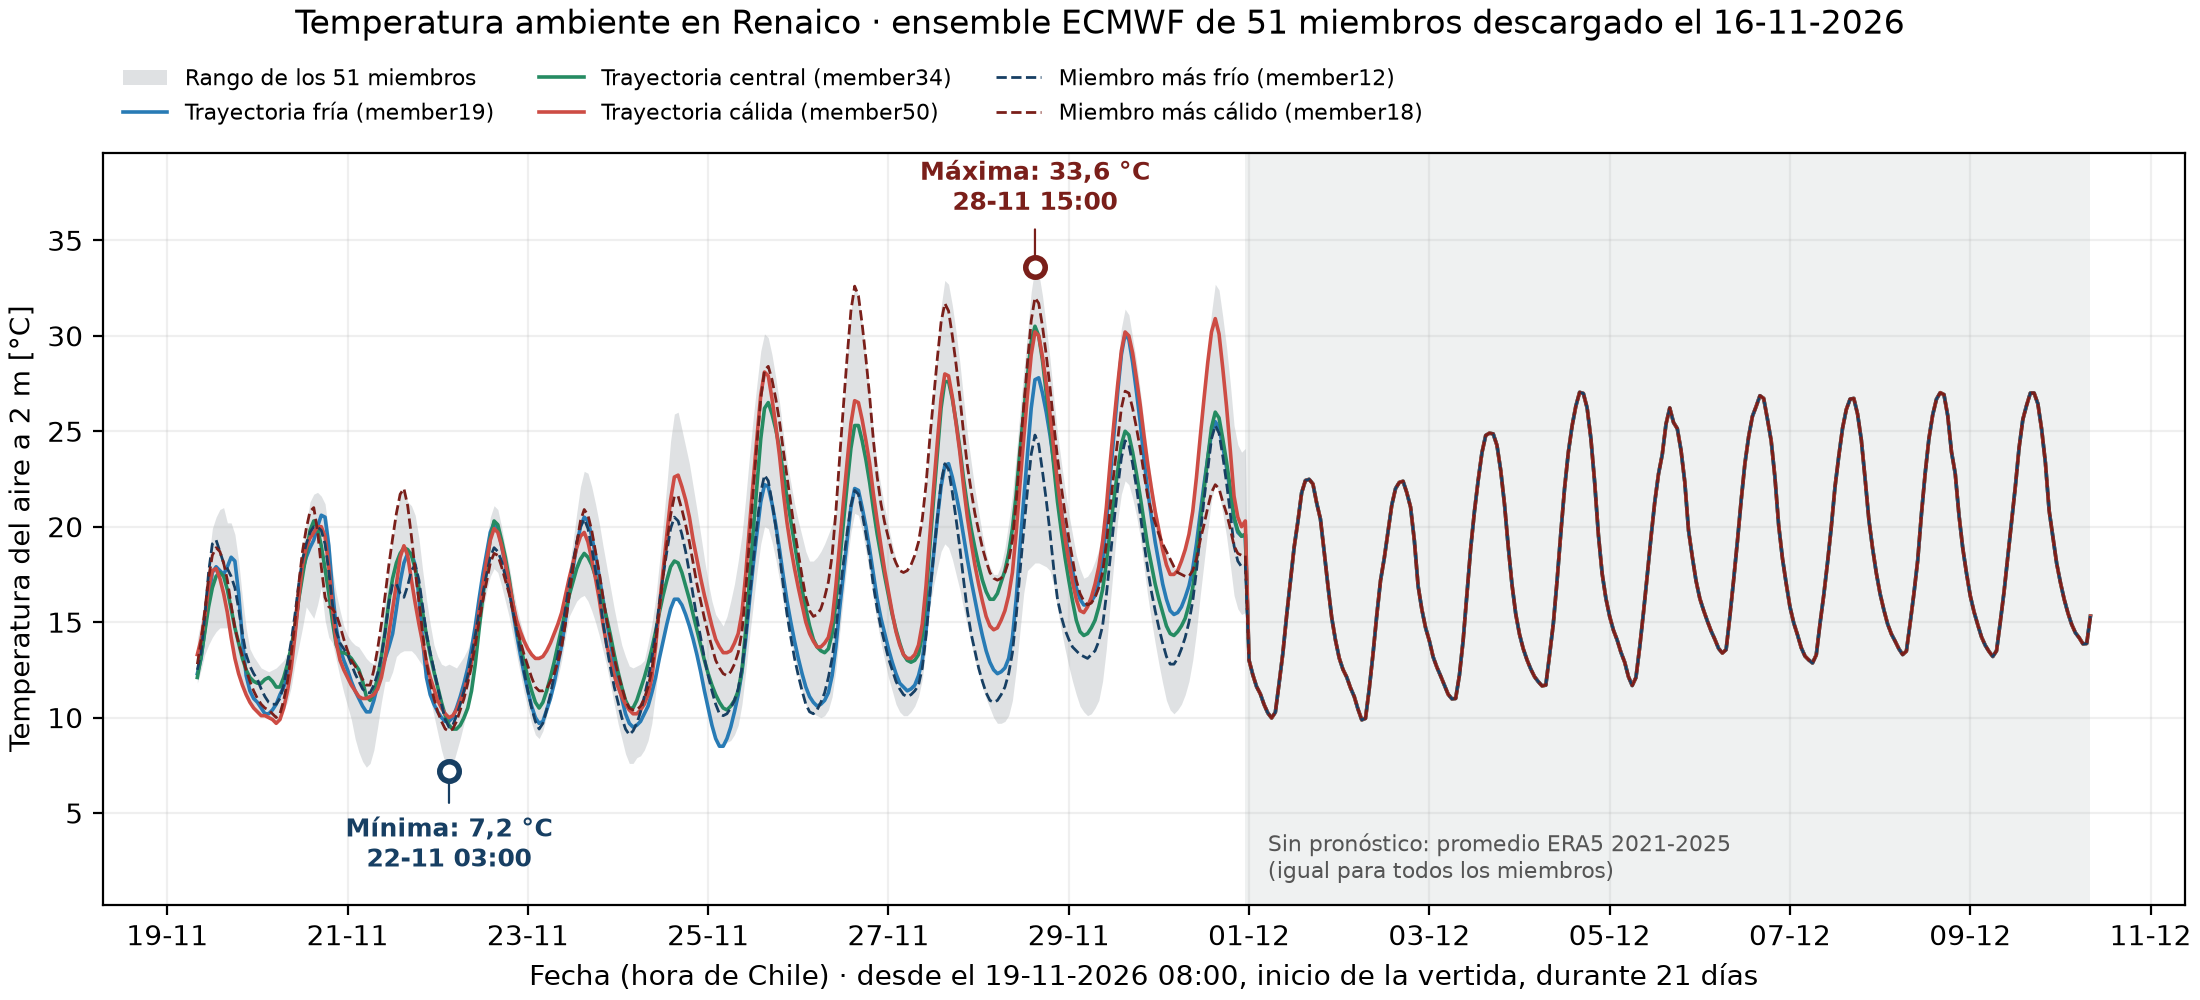 Temperatura ambiente en Renaico · ensemble ECMWF de 51 miembros descargado el 16-11-2026
Rango de los 51 miembros
Trayectoria fría (member19)
Trayectoria central (member34)
Trayectoria cálida (member50)
Miembro más frío (member12)
Miembro más cálido (member18)
Máxima: 33,6 °C
28-11 15:00
Mínima: 7,2 °C
22-11 03:00
Sin pronóstico: promedio ERA5 2021-2025
(igual para todos los miembros)
Temperatura del aire a 2 m [°C]
35
30
25
20
15
10
5
19-11
21-11
23-11
25-11
27-11
29-11
01-12
03-12
05-12
07-12
09-12
11-12
Fecha (hora de Chile) · desde el 19-11-2026 08:00, inicio de la vertida, durante 21 días